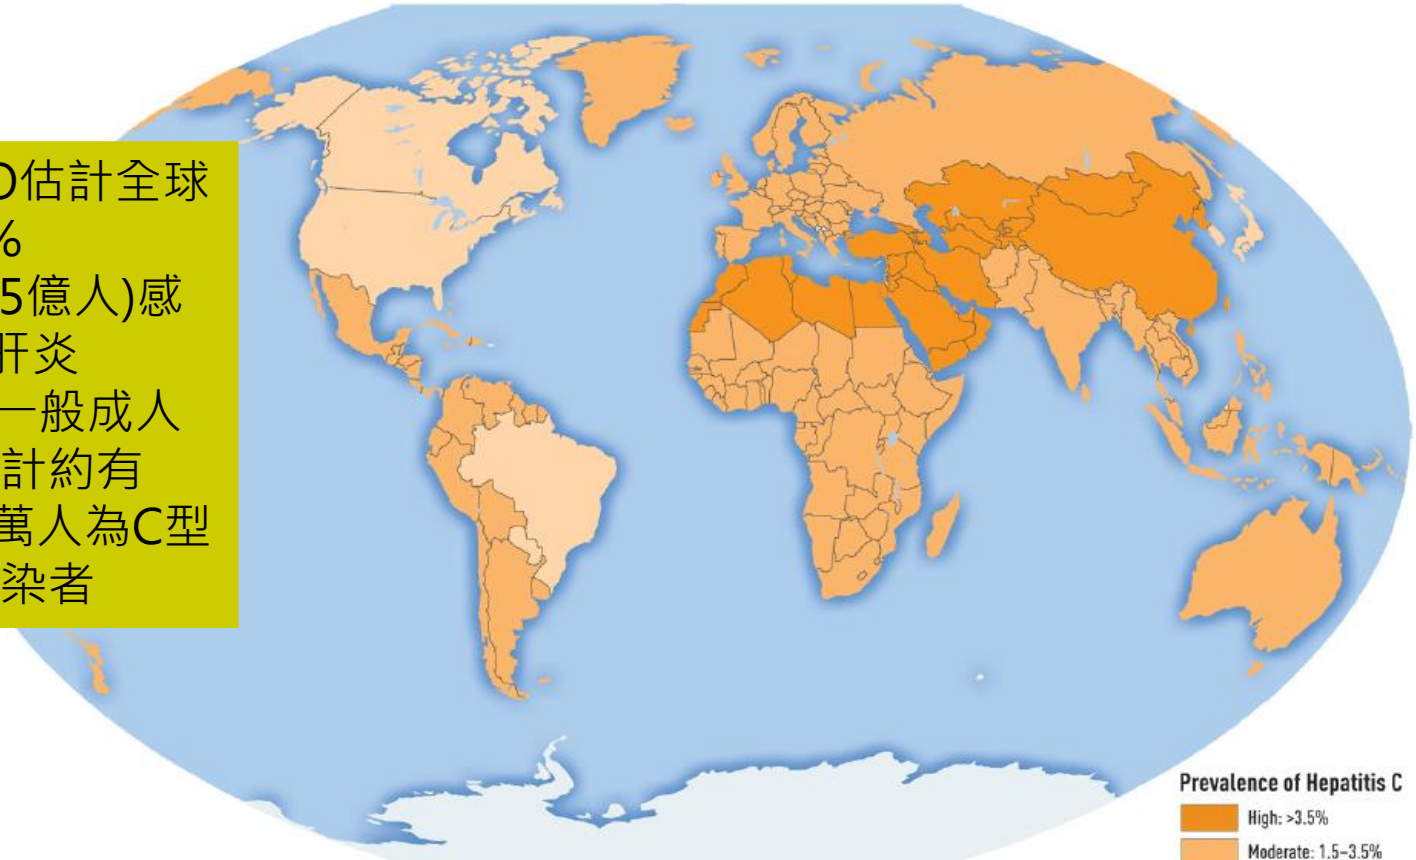 O估計全球
%
5億人)感
肝炎
一般成人
計約有
萬人為C型
染者
Prevalence of Hepatitis C
High: >3.5%
Moderate: 1.5–3.5%